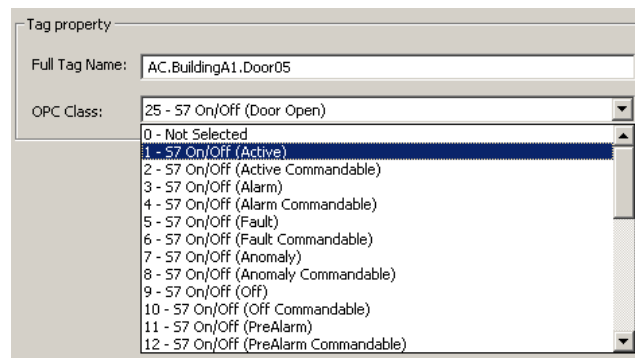 Tag property
Full Tag Name: AC.BuildingA1.Door05
OPC Class: 25 - S7 On/Off (Door Open)
0 - Not Selected
1 - S7 On/Off (Active)
2 - S7 On/Off (Active Commandable)
3 - S7 On/Off (Alarm)
4 - S7 On/Off (Alarm Commandable)
5 - S7 On/Off (Fault)
6 - S7 On/Off (Fault Commandable)
7 - S7 On/Off (Anomaly)
8 - S7 On/Off (Anomaly Commandable)
9 - S7 On/Off (Off)
10 - S7 On/Off (Off Commandable)
11 - S7 On/Off (PreAlarm)
12 - S7 On/Off (PreAlarm Commandable)